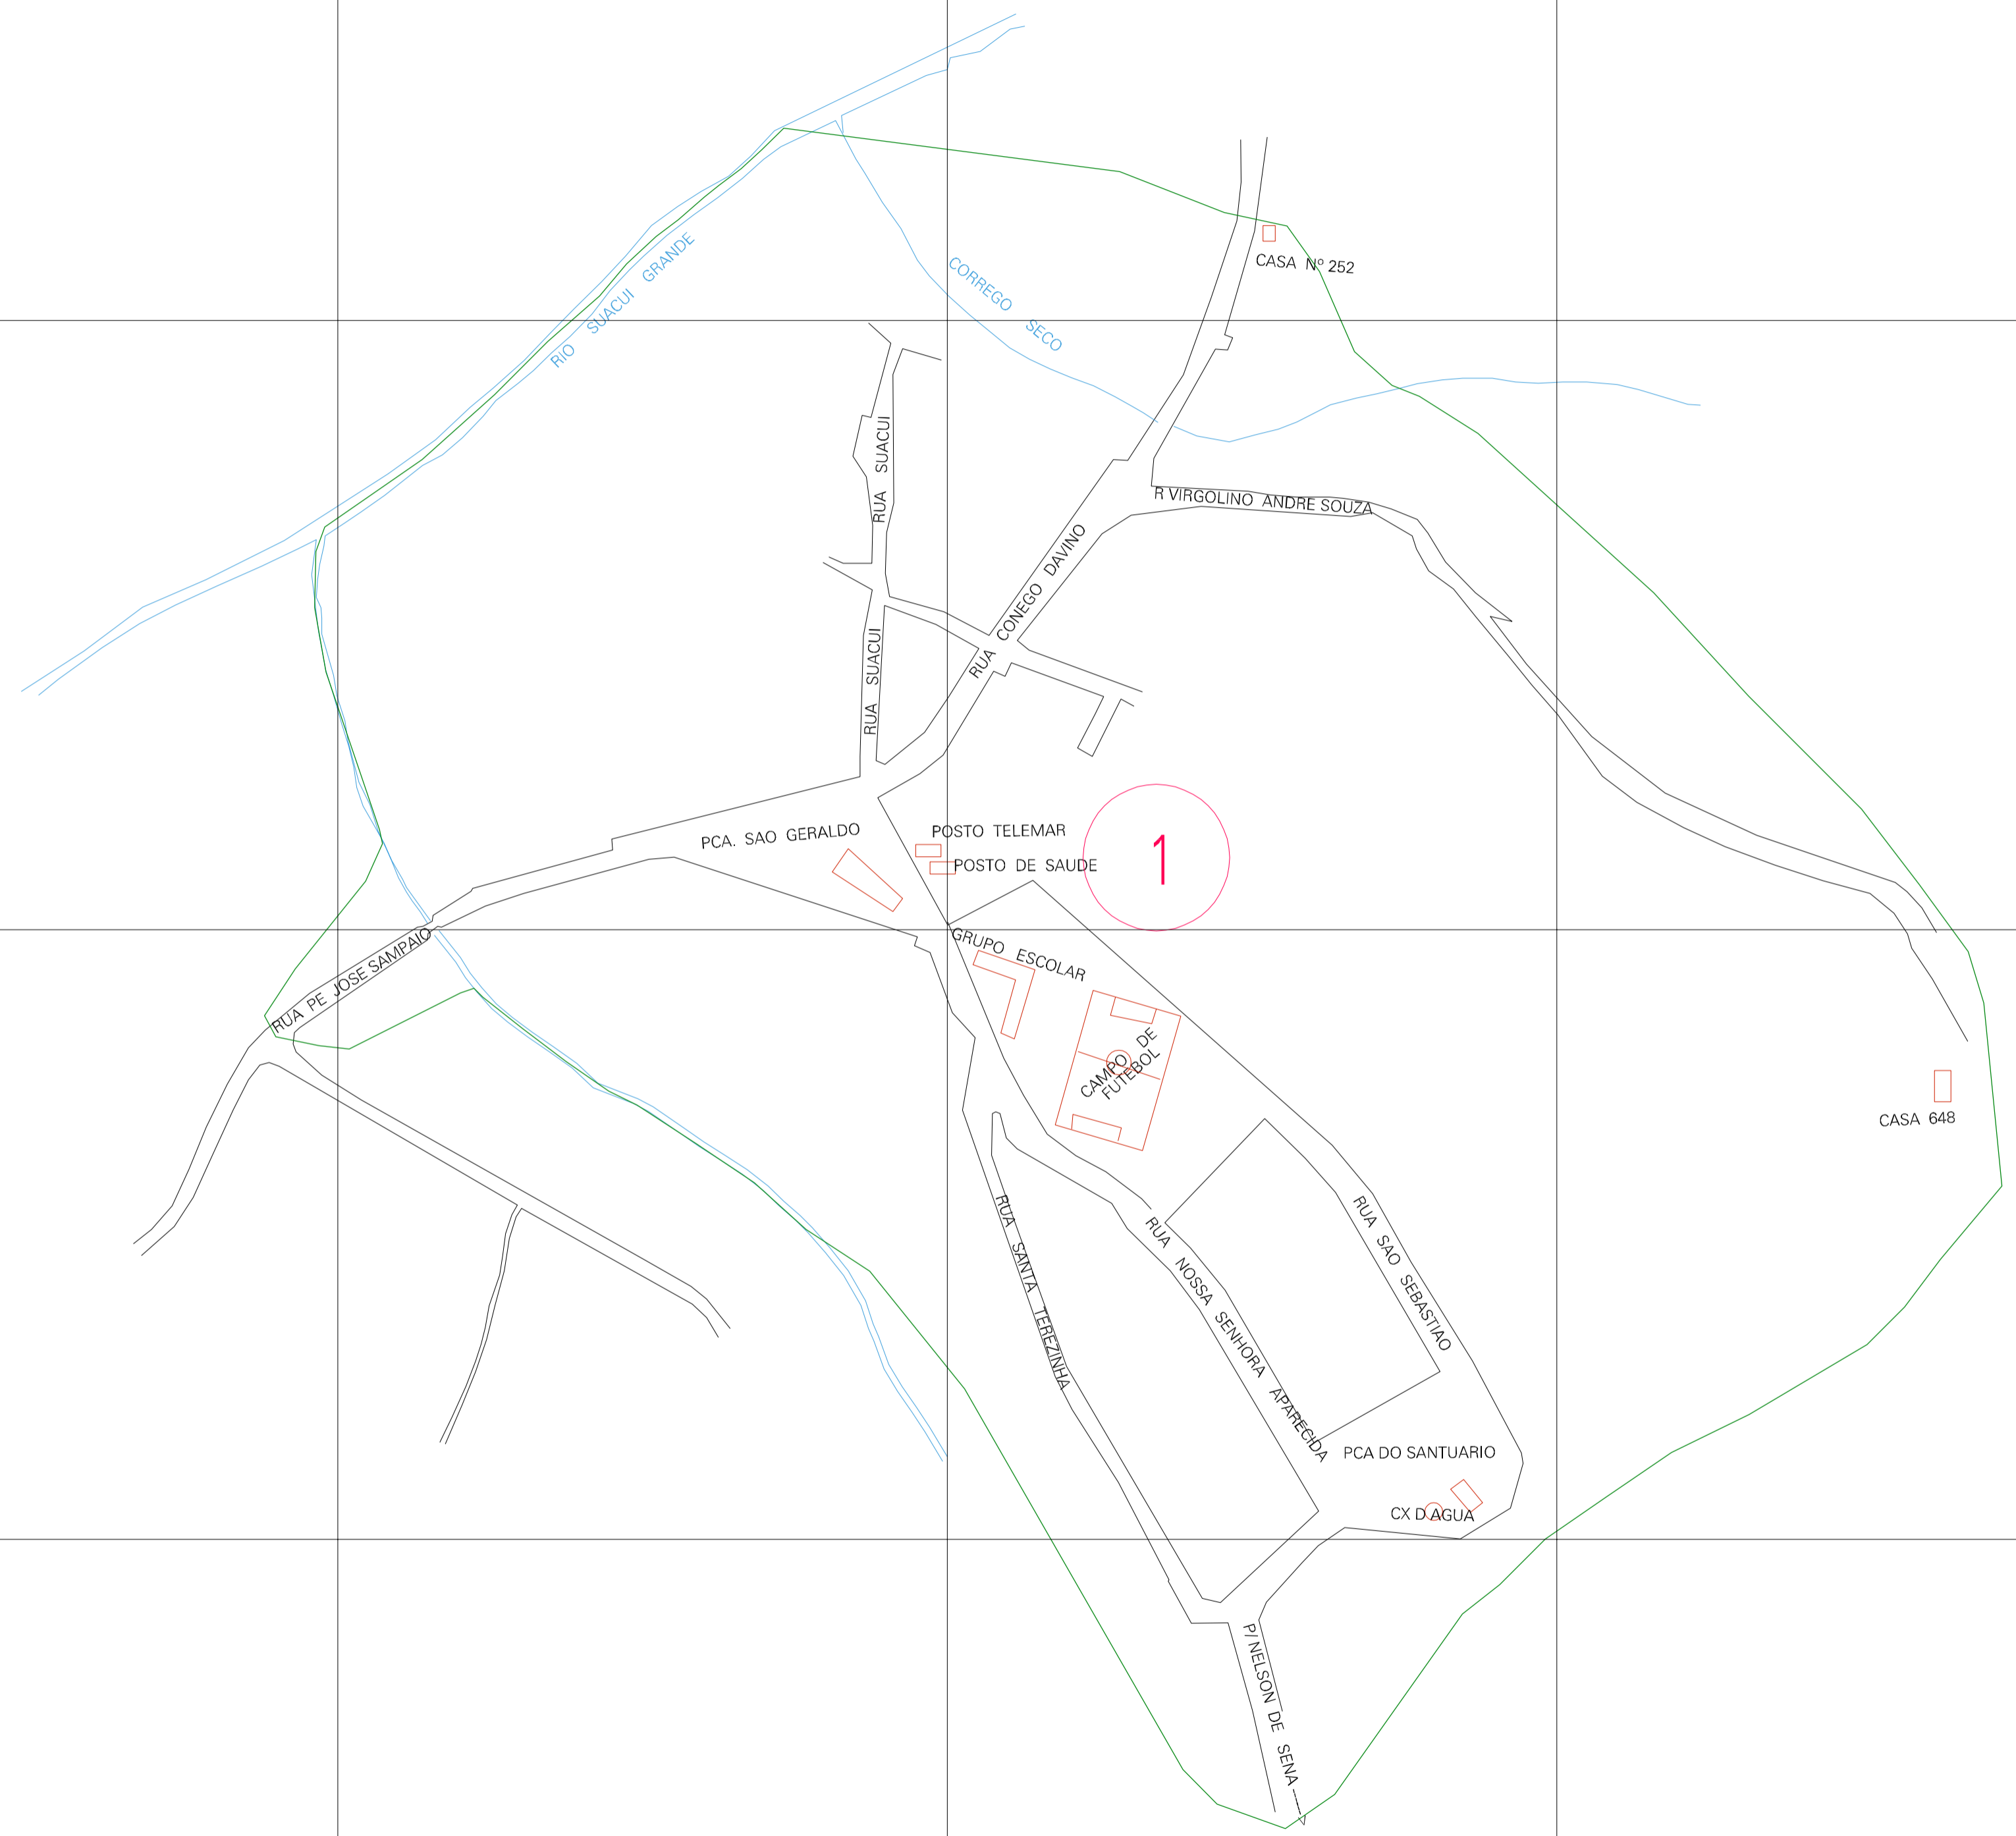 RIO SUACUI GRANDE
CORREGO SECO
CASA Nº 252
RUA SUACUI
R VIRGOLINO ANDRE SOUZA
RUA CONEGO DAVINO
RUA SUACUI
PCA. SAO GERALDO
POSTO TELEMAR
POSTO DE SAUDE
1
RUA PE JOSE SAMPAIO
GRUPO ESCOLAR
CAMPO DE
FUTEBOL
CASA 648
RUA SANTA TEREZINHA
RUA NOSSA SENHORA APARECIDA
RUA SAO SEBASTIAO
PCA DO SANTUARIO
CX D AGUA
P/ NELSON DE SENA